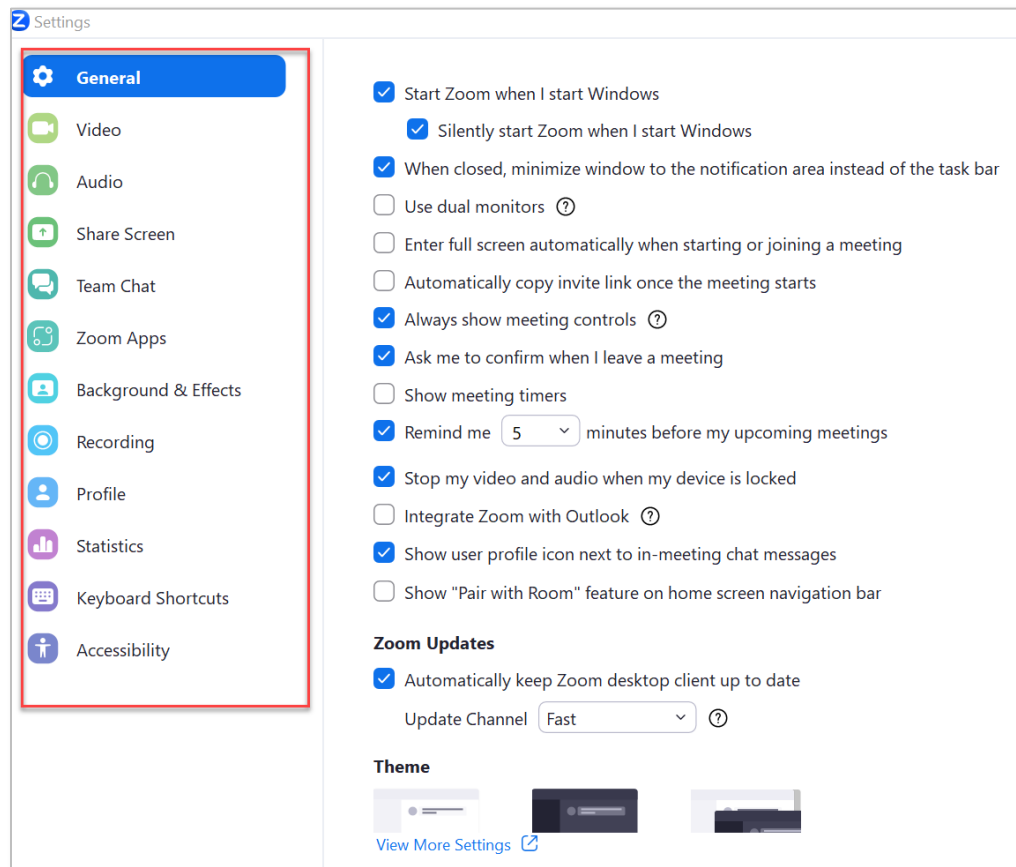 Z Settings
General
Video
Audio
Share Screen
Team Chat
Zoom Apps
Background & Effects
Recording
Profile
Statistics
Keyboard Shortcuts
Accessibility
Start Zoom when I start Windows
Silently start Zoom when I start Windows
When closed, minimize window to the notification area instead of the task bar
Use dual monitors ?
Enter full screen automatically when starting or joining a meeting
Automatically copy invite link once the meeting starts
Always show meeting controls ?
Ask me to confirm when I leave a meeting
Show meeting timers
Remind me 5 minutes before my upcoming meetings
Stop my video and audio when my device is locked
Integrate Zoom with Outlook ?
Show user profile icon next to in-meeting chat messages
Show "Pair with Room" feature on home screen navigation bar
Zoom Updates
Automatically keep Zoom desktop client up to date
Update Channel Fast ?
Theme
View More Settings